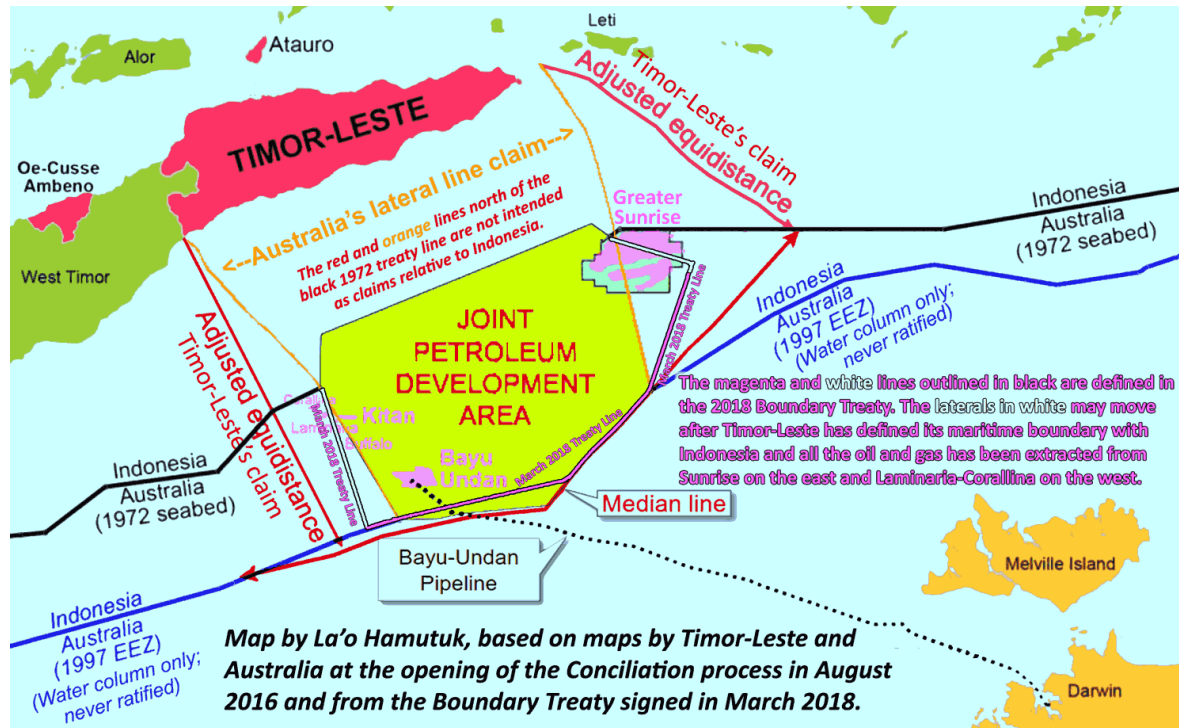 Leti
Atauro
Alor
TIMOR-LESTE
Oe-Cusse
Ambeno
West Timor
Timor-Leste's claim
Adjusted equidistance
<--Australia's lateral line claim-->
The red and orange lines north of the
black 1972 treaty line are not intended
as claims relative to Indonesia.
Greater
Sunrise
Indonesia
Australia
(1972 seabed)
Indonesia
Australia
(1997 EEZ)
(Water column only;
never ratified)
JOINT
PETROLEUM
DEVELOPMENT
AREA
March 2018 Treaty Line
Adjusted equidistance
Timor-Leste's claim
Kitan
Buffalo
March 2018 Treaty Line
Bayu
Undan
March 2018 Treaty Line
The magenta and white lines outlined in black are defined in
the 2018 Boundary Treaty. The laterals in white may move
after Timor-Leste has defined its maritime boundary with
Indonesia and all the oil and gas has been extracted from
Sunrise on the east and Laminaria-Corallina on the west.
Indonesia
Australia
(1972 seabed)
Median line
Bayu-Undan
Pipeline
Melville Island
Indonesia
Australia
(1997 EEZ)
(Water column only;
never ratified)
Map by La'o Hamutuk, based on maps by Timor-Leste and
Australia at the opening of the Conciliation process in August
2016 and from the Boundary Treaty signed in March 2018.
Darwin